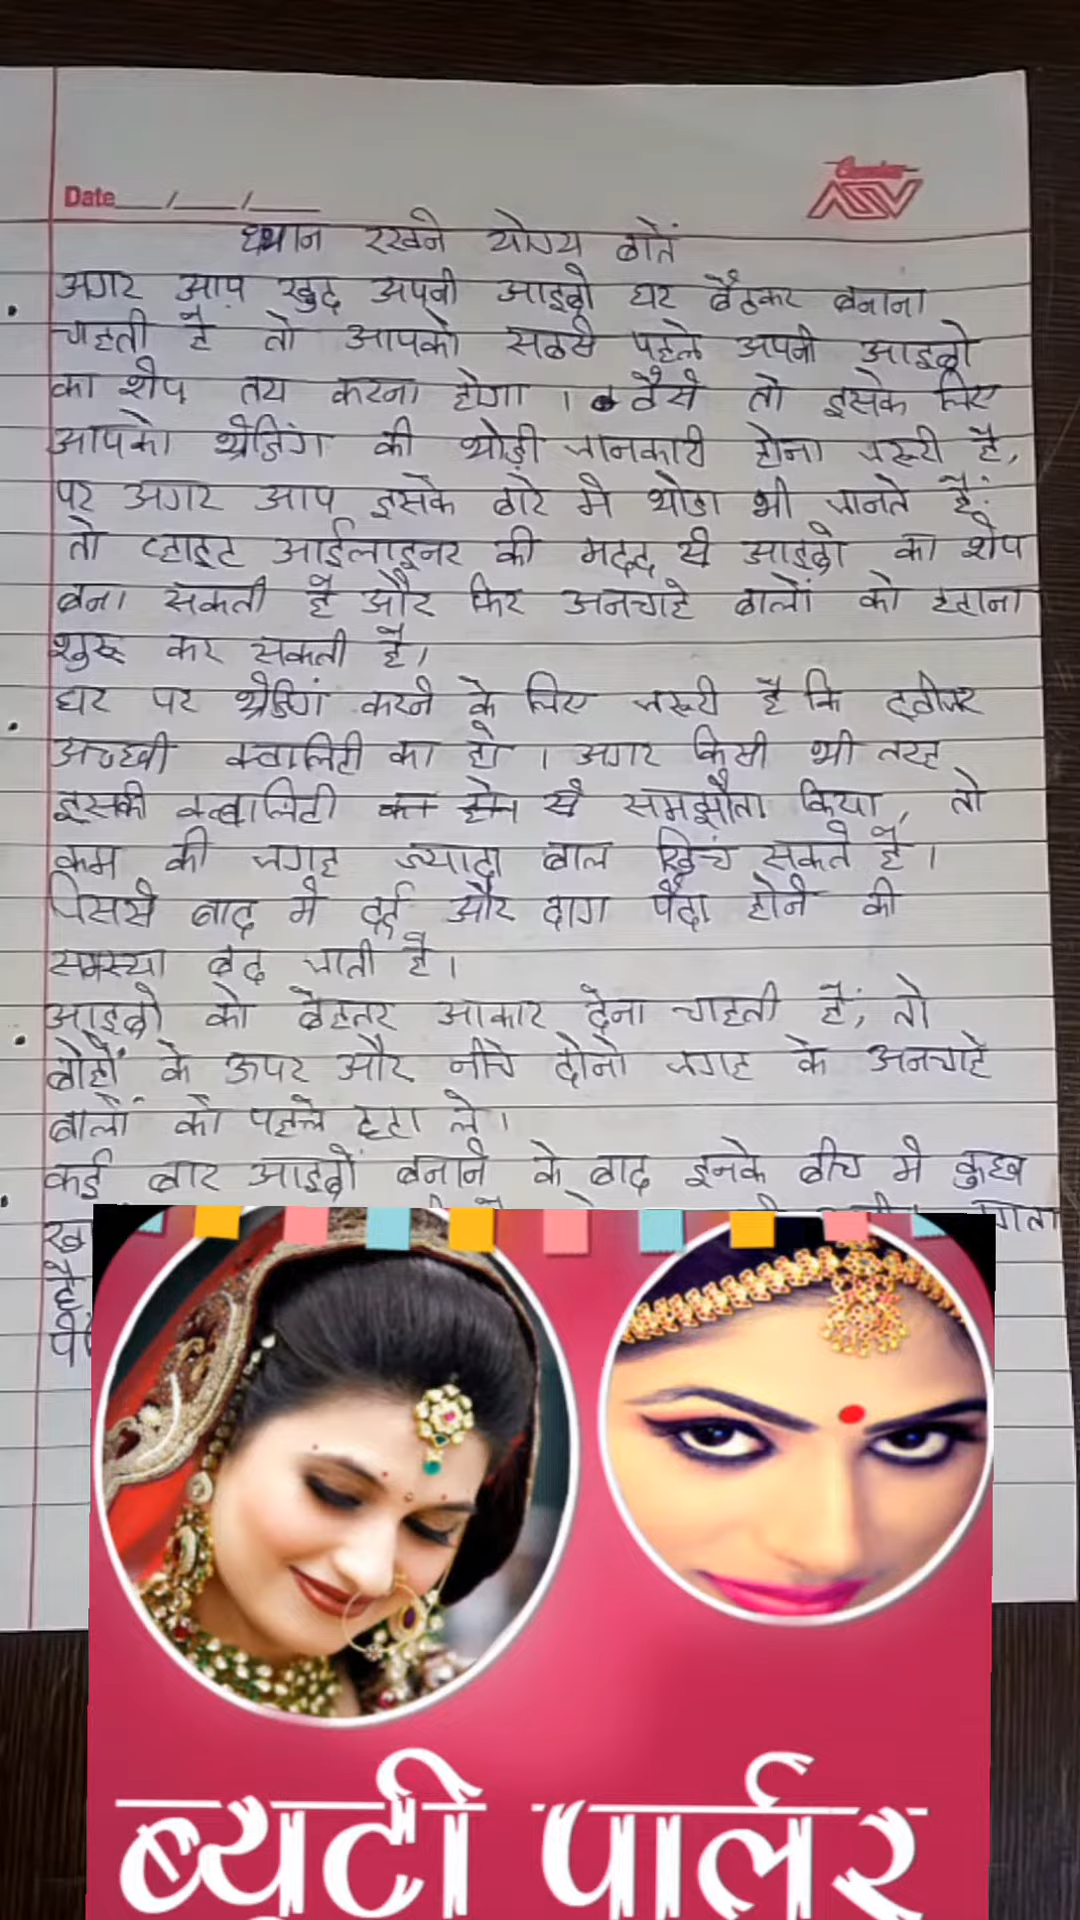 Date__/__/__
ध्यान रखने योग्य बातें
अगर आप खुद अपनी आइब्रो घर बैठकर बनाना
चाहती है तो आपको सबसे पहले अपनी आइब्रो
का शेप तय करना होगा । वैसे तो इसके लिए
आपको थ्रेडिंग की थोड़ी जानकारी होना जरूरी है,
पर अगर आप इसके बारे मे थोडा भी जानते हैं
तो व्हाइट आईलाइनर की मदद से आइब्रो का शेप
बना सकती है और फिर अनचाहे बालों को हटाना
शुरू कर सकती है।
घर पर थ्रेडिंग करने के लिए जरूरी है कि ट्वीजर
अच्छी क्वालिटी का हो । अगर किसी भी तरह
इसकी क्वालिटी से समझौता किया, तो
कम की जगह ज्यादा बाल खिंच सकते है ।
जिससे बाद मे दर्द और दाग पैदा होने की
समस्या बढ जाती है ।
आइब्रो को बेहतर आकार देना चाहती हैं, तो
के ऊपर और नीचे दोनो जगह के अनचाहे
बालों को पहले हटा ले ।
कई बार आइब्रों बनाने के बाद इनके बीच मे कुछ
है
ब्यूटी पार्लर